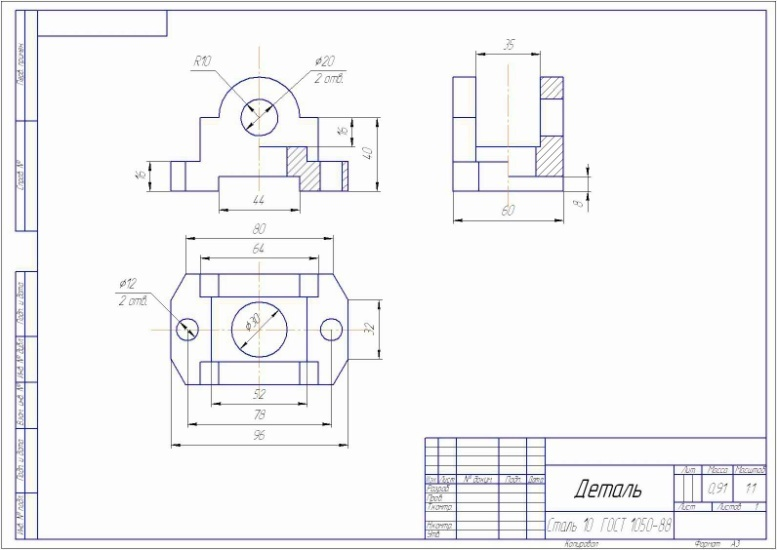 Перв. примен.
Справ. №
Подп. и дата
Инв. № дубл.
Взам. инв. №
Подп. и дата
Инв. № подл.
R10
Ø20
2 отв.
16
40
16
44
35
60
8
80
64
Ø12
2 отв.
Ø30
32
52
78
96
Изм. Лист № докум. Подп. Дата
Разраб.
Пров.
Т.контр.
Н.контр.
Утв.
Деталь
Лит. Масса Масштаб
0,91 1:1
Лист Листов 1
Сталь 10 ГОСТ 1050-88
Копировал Формат A3